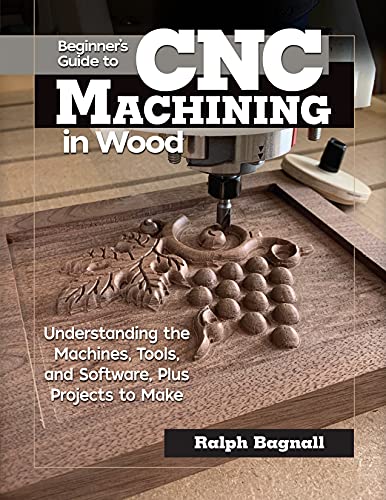 Beginner's
Guide to
CNC
MACHINING
in Wood
Understanding the
Machines, Tools,
and Software, Plus
Projects to Make
Ralph Bagnall